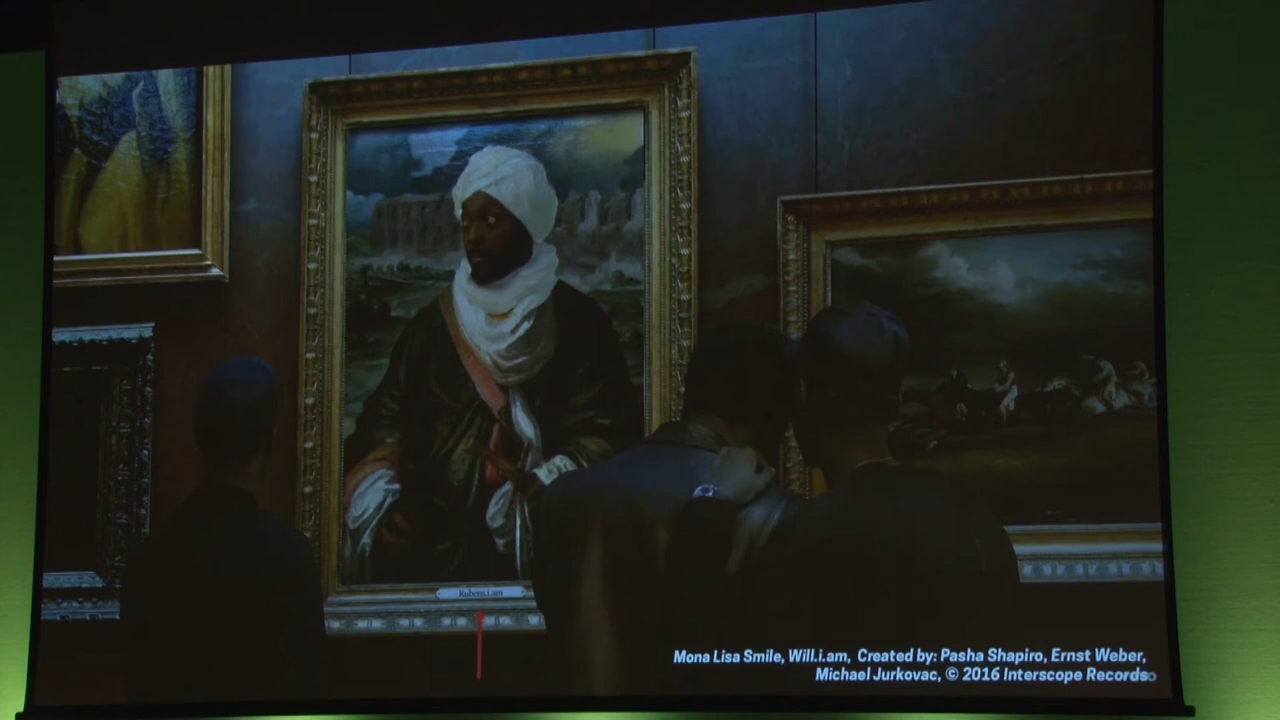 Rubens.i.am
Mona Lisa Smile, Will.i.am, Created by: Pasha Shapiro, Ernst Weber,
Michael Jurkovac, © 2016 Interscope Records